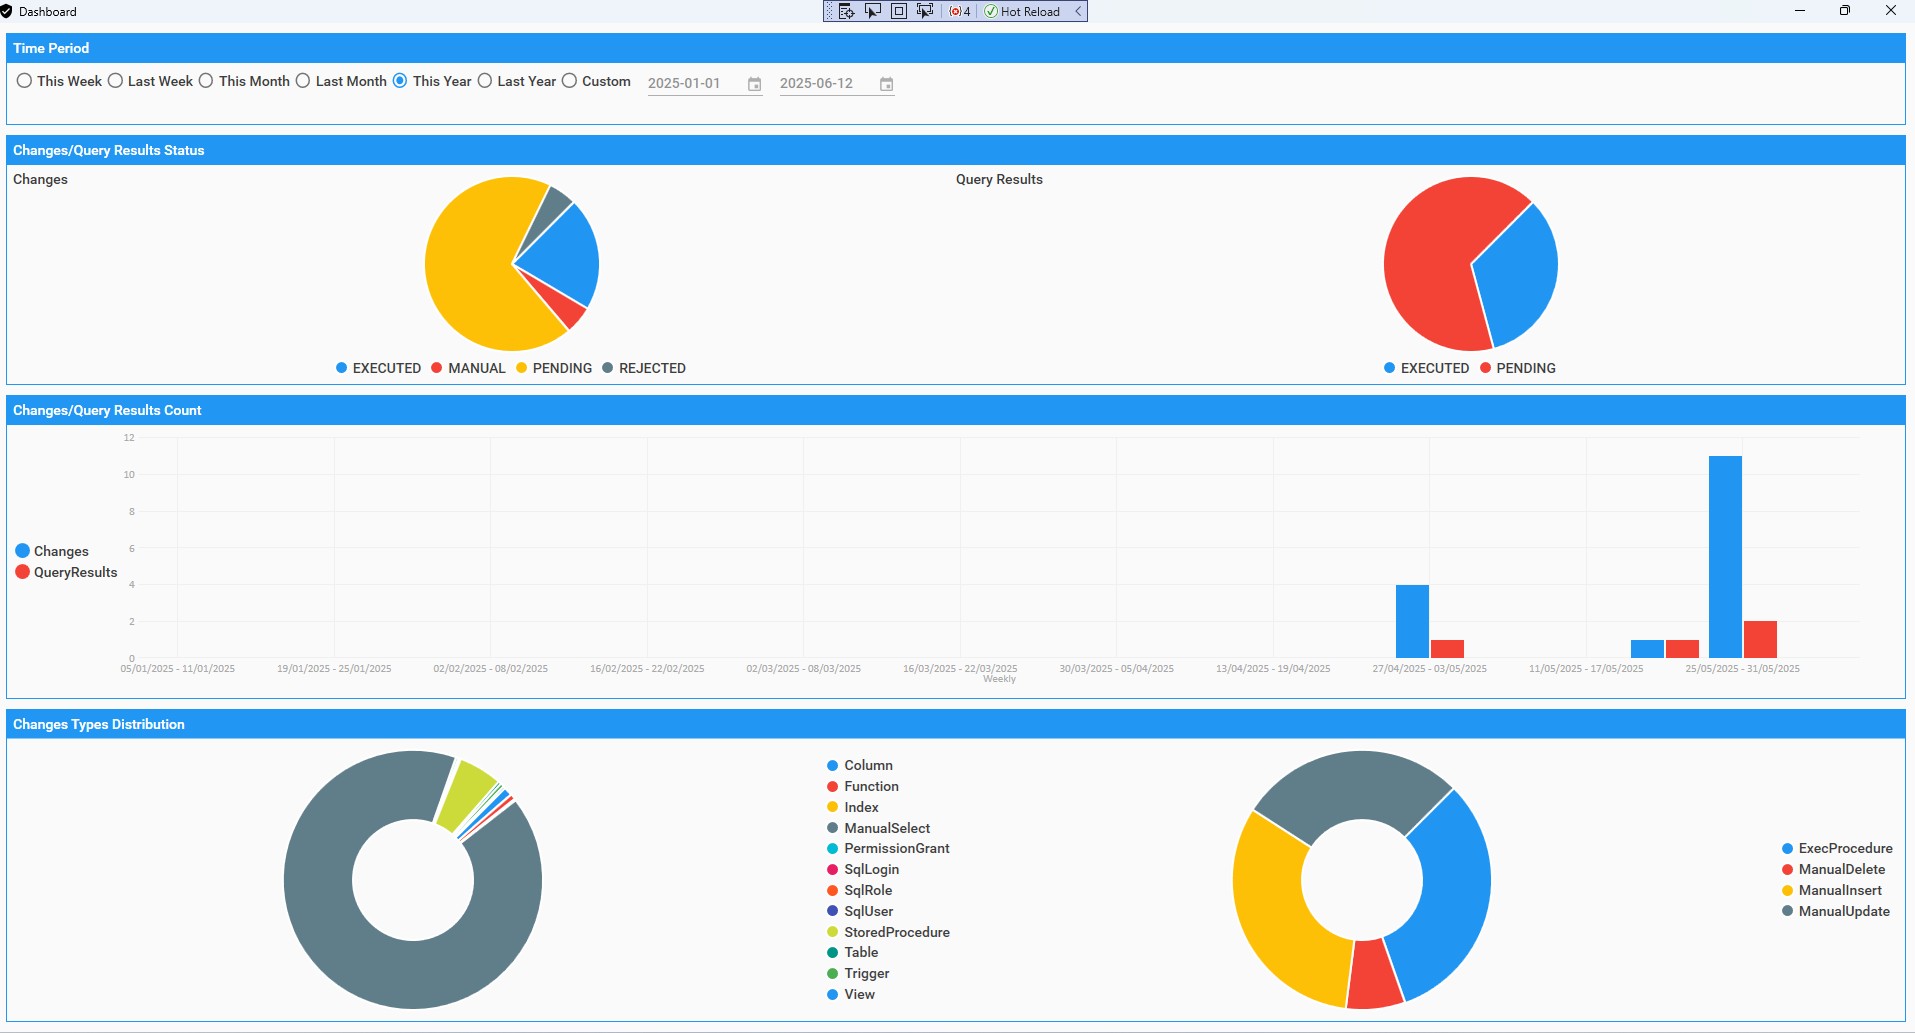 Dashboard
4 Hot Reload
Time Period
This Week Last Week This Month Last Month This Year Last Year Custom 2025-01-01 2025-06-12
Changes/Query Results Status
Changes
EXECUTED MANUAL PENDING REJECTED
Query Results
EXECUTED PENDING
Changes/Query Results Count
Changes
QueryResults
12
10
8
6
4
2
0
05/01/2025 - 11/01/2025 19/01/2025 - 25/01/2025 02/02/2025 - 08/02/2025 16/02/2025 - 22/02/2025 02/03/2025 - 08/03/2025 16/03/2025 - 22/03/2025 30/03/2025 - 05/04/2025 13/04/2025 - 19/04/2025 27/04/2025 - 03/05/2025 11/05/2025 - 17/05/2025 25/05/2025 - 31/05/2025
Weekly
Changes Types Distribution
Column
Function
Index
ManualSelect
PermissionGrant
SqlLogin
SqlRole
SqlUser
StoredProcedure
Table
Trigger
View
ExecProcedure
ManualDelete
ManualInsert
ManualUpdate